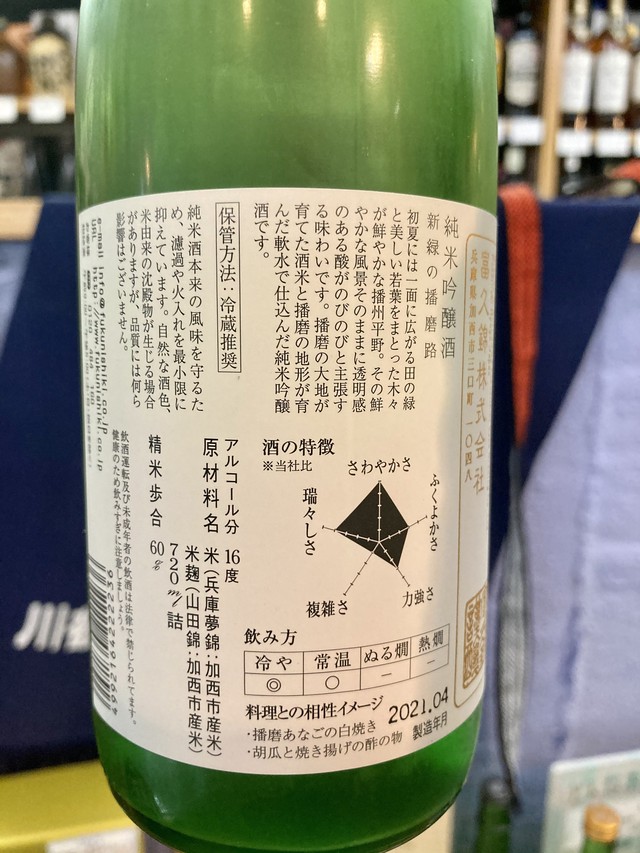 富久錦株式会社
兵庫県加西市三口町一〇四八
純米吟醸酒
新緑の播磨路
初夏には一面に広がる田の緑
と美しい若葉をまとった木々
が鮮やかな播州平野。その鮮
やかな風景そのままに透明感
のある酸がのびのびと主張す
る味わいです。播磨の大地が
育てた酒米と播磨の地形が育
んだ軟水で仕込んだ純米吟醸
酒です。
保管方法：冷蔵推奨
純米酒本来の風味を守るた
め、濾過や火入れを最小限に
抑えています。自然な酒色、
米由来の沈殿物が生じる場合
がありますが、品質には何ら
影響はございません。
e-mail info@fukunishiki.co.jp
URL http://www.fukunishiki.co.jp
酒の特徴
※当社比
さわやかさ
ふくよかさ
力強さ
複雑さ
瑞々しさ
アルコール分 16度
原材料名 米(兵庫夢錦:加西市産米)
米麹(山田錦:加西市産米)
720ml詰
精米歩合 60%
飲酒運転及び未成年者の飲酒は法律で禁じられてます。
健康のため飲みすぎに注意しましょう。
飲み方
冷や 常温 ぬる燗 熱燗
◎ ○ － －
料理との相性イメージ
・播磨あなごの白焼き
・胡瓜と焼き揚げの酢の物
2021.04
製造年月
川